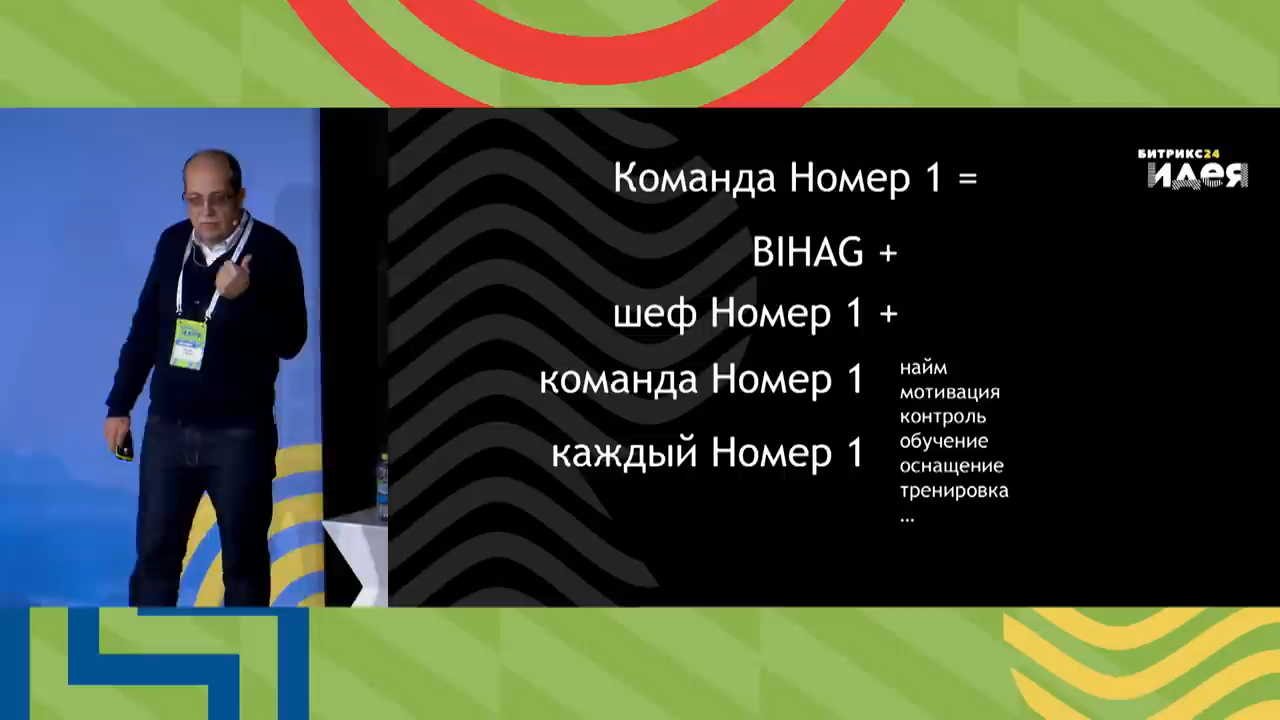 Команда Номер 1 =
BIHAG +
шеф Номер 1 +
команда Номер 1
каждый Номер 1
найм
мотивация
контроль
обучение
оснащение
тренировка
...
БИТРИКС24
идея